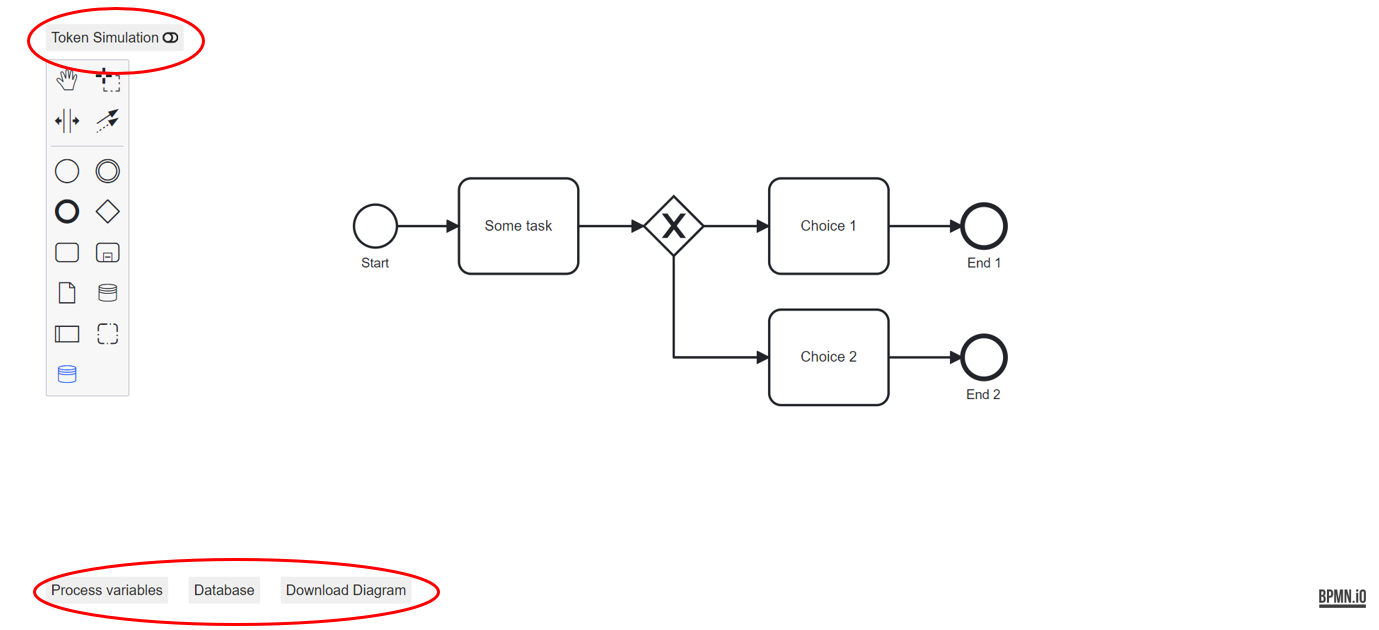 Token Simulation
Some task
Choice 1
Start
End 1
Choice 2
End 2
Process variables
Database
Download Diagram
BPMN.iO